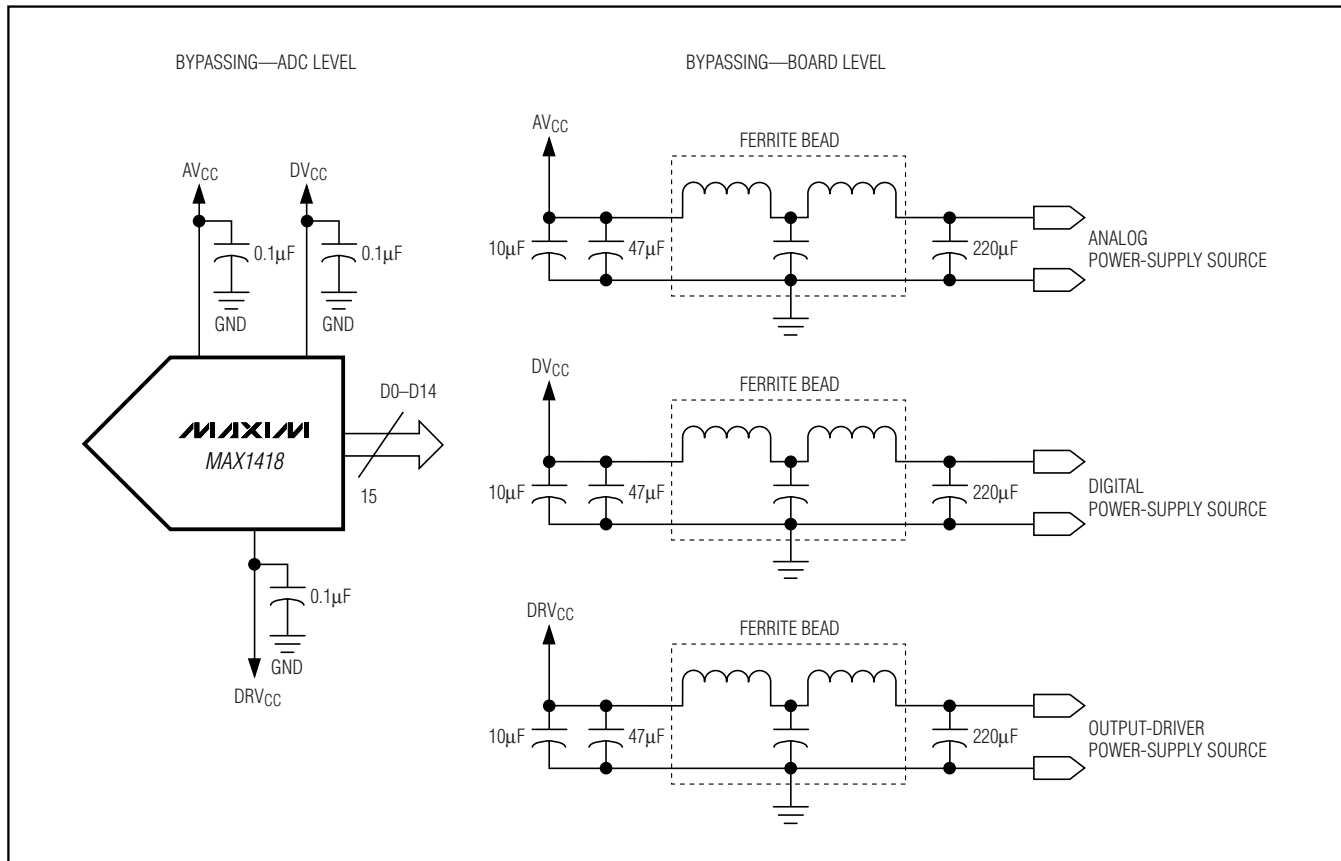 BYPASSING—ADC LEVEL
BYPASSING—BOARD LEVEL
AVCC
DVCC
0.1µF
0.1µF
GND
GND
D0–D14
MAXIM
MAX1418
15
0.1µF
GND
DRVCC
AVCC
FERRITE BEAD
10µF
47µF
220µF
ANALOG
POWER-SUPPLY SOURCE
DVCC
FERRITE BEAD
10µF
47µF
220µF
DIGITAL
POWER-SUPPLY SOURCE
DRVCC
FERRITE BEAD
10µF
47µF
220µF
OUTPUT-DRIVER
POWER-SUPPLY SOURCE